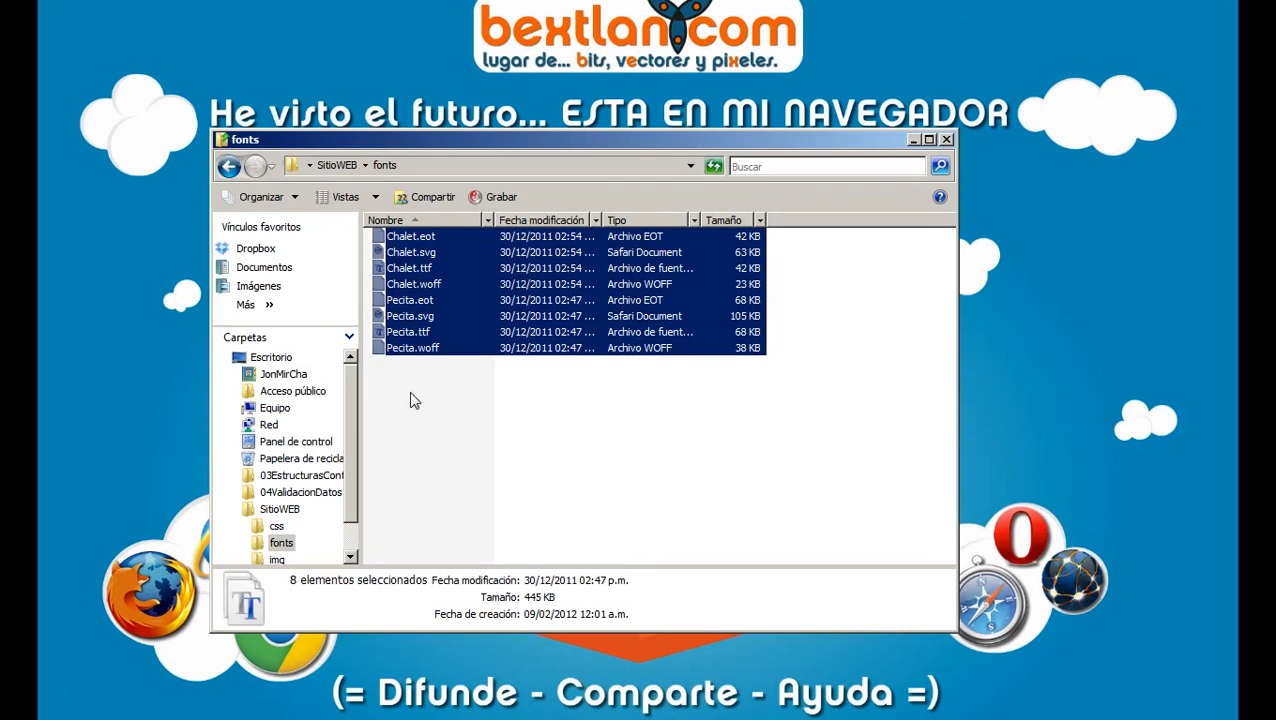 bextlan.com
lugar de... bits, vectores y pixeles.
He visto el futuro... ESTA EN MI NAVEGADOR
fonts
SitioWEB fonts
Buscar
Organizar Vistas Compartir Grabar
Vínculos favoritos
Dropbox
Documentos
Imágenes
Más »
Carpetas
Escritorio
JonMirCha
Acceso público
Equipo
Red
Panel de control
Papelera de recicla
03EstructurasCont
04ValidacionDatos
SitioWEB
css
fonts
img
Nombre Fecha modificación Tipo Tamaño
Chalet.eot 30/12/2011 02:54 ... Archivo EOT 42 KB
Chalet.svg 30/12/2011 02:54 ... Safari Document 63 KB
Chalet.ttf 30/12/2011 02:54 ... Archivo de fuent... 42 KB
Chalet.woff 30/12/2011 02:54 ... Archivo WOFF 23 KB
Pecita.eot 30/12/2011 02:47 ... Archivo EOT 68 KB
Pecita.svg 30/12/2011 02:47 ... Safari Document 105 KB
Pecita.ttf 30/12/2011 02:47 ... Archivo de fuent... 68 KB
Pecita.woff 30/12/2011 02:47 ... Archivo WOFF 38 KB
8 elementos seleccionados Fecha modificación: 30/12/2011 02:47 p.m.
Tamaño: 445 KB
Fecha de creación: 09/02/2012 12:01 a.m.
(= Difunde - Comparte - Ayuda =)